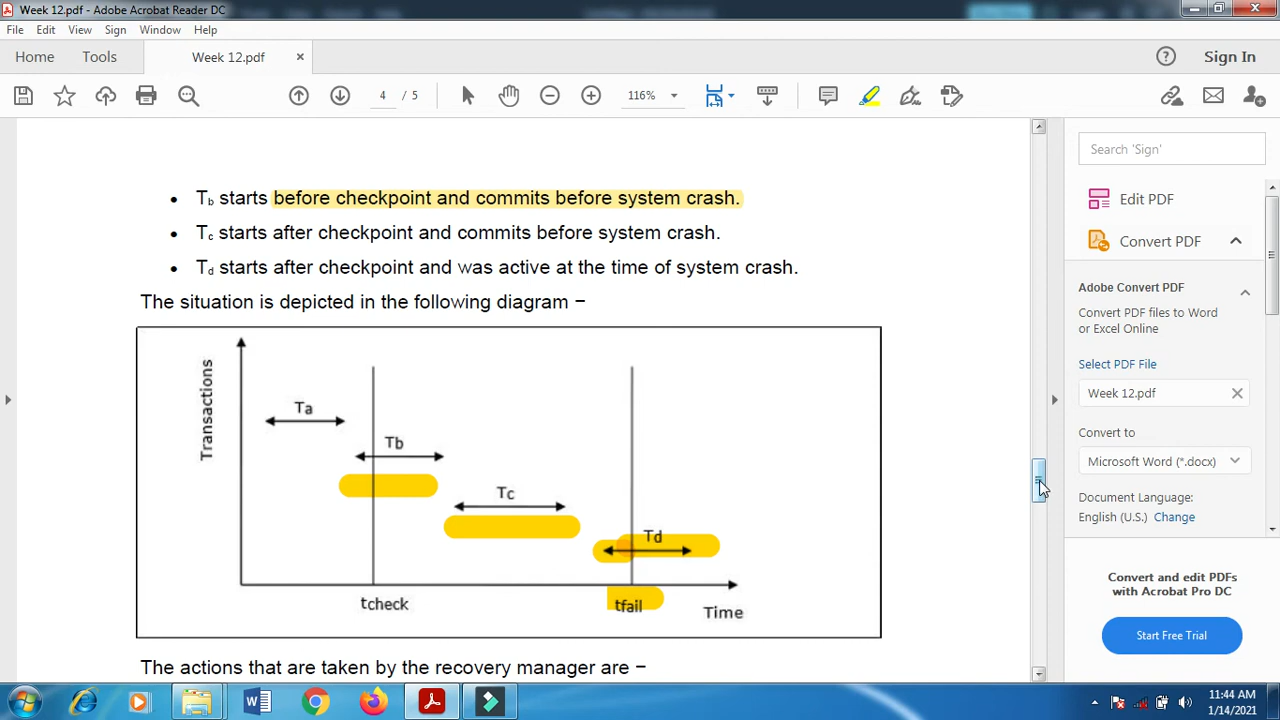 Week 12.pdf - Adobe Acrobat Reader DC
File Edit View Sign Window Help
Home Tools Week 12.pdf ×
? Sign In
4 / 5 116%
Tb starts before checkpoint and commits before system crash.
Tc starts after checkpoint and commits before system crash.
Td starts after checkpoint and was active at the time of system crash.
The situation is depicted in the following diagram −
Transactions
Ta
Tb
Tc
Td
tcheck
tfail
Time
The actions that are taken by the recovery manager are −
Search 'Sign'
Edit PDF
Convert PDF
Adobe Convert PDF
Convert PDF files to Word
or Excel Online
Select PDF File
Week 12.pdf
Convert to
Microsoft Word (*.docx)
Document Language:
English (U.S.) Change
Convert and edit PDFs
with Acrobat Pro DC
Start Free Trial
11:44 AM
1/14/2021